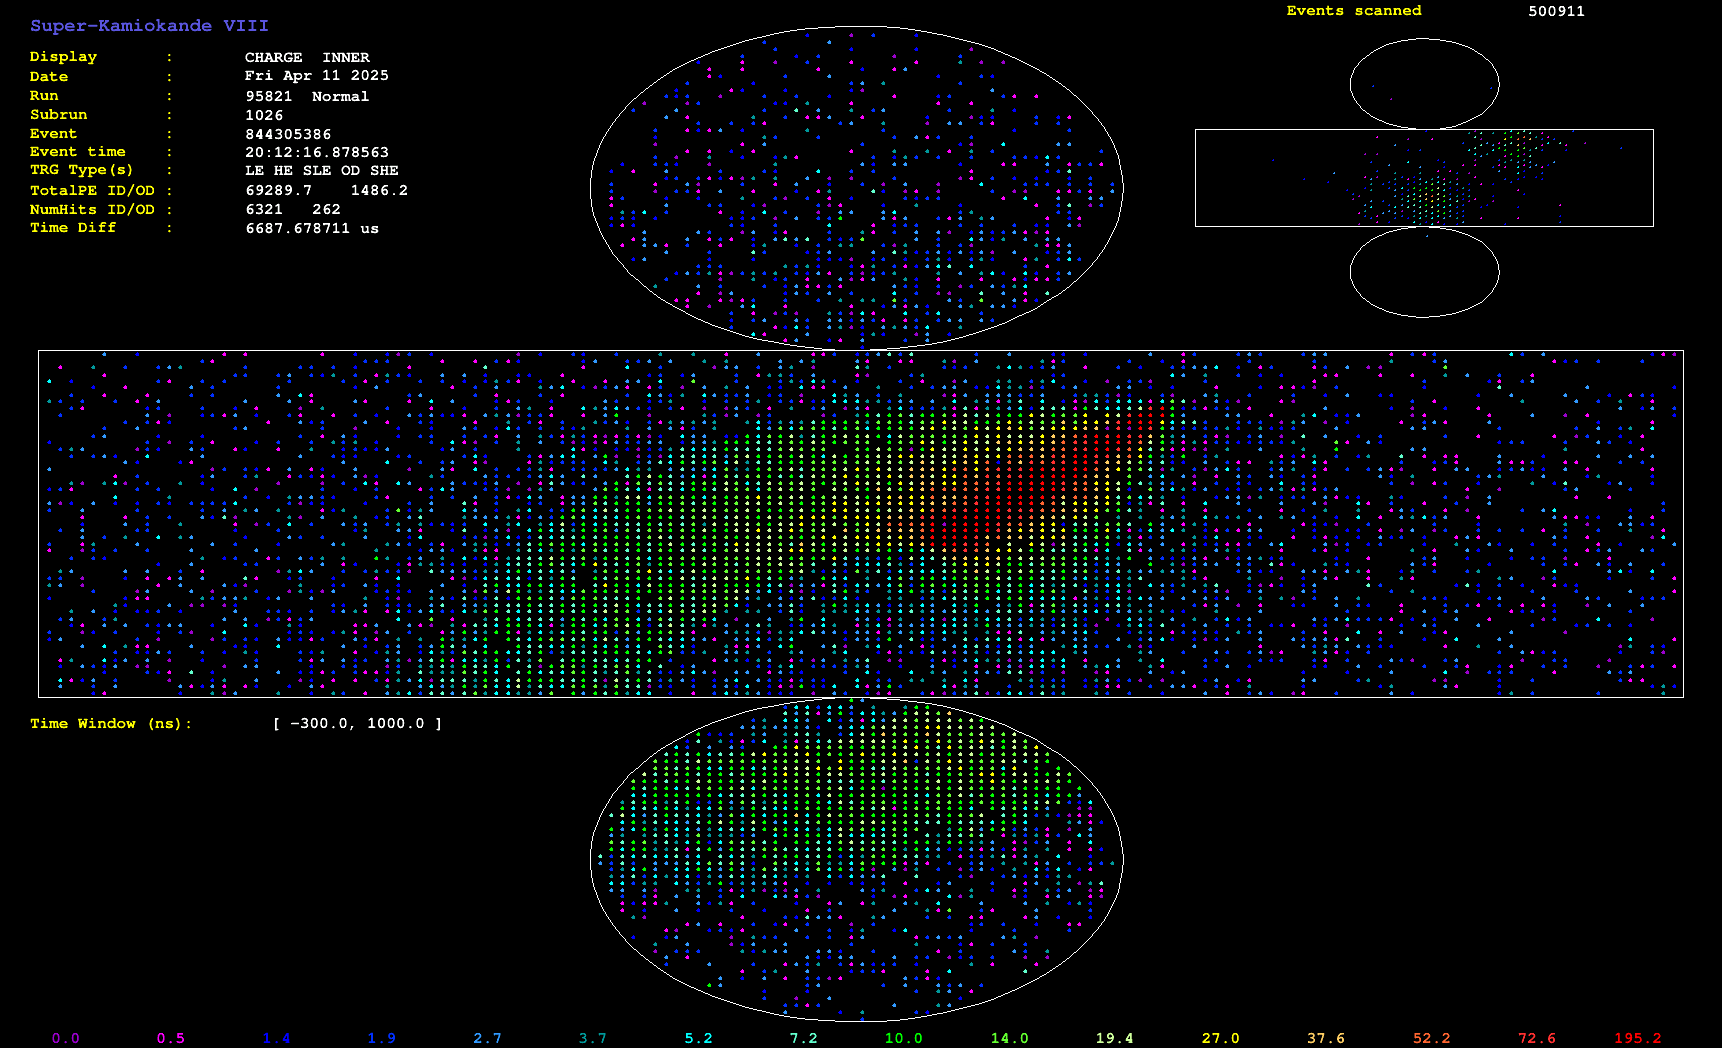 Super-Kamiokande VIII
Events scanned 500911
Display : CHARGE INNER
Date : Fri Apr 11 2025
Run : 95821 Normal
Subrun : 1026
Event : 844305386
Event time : 20:12:16.878563
TRG Type(s) : LE HE SLE OD SHE
TotalPE ID/OD : 69289.7 1486.2
NumHits ID/OD : 6321 262
Time Diff : 6687.678711 us
Time Window (ns): [ -300.0, 1000.0 ]
0.0 0.5 1.4 1.9 2.7 3.7 5.2 7.2 10.0 14.0 19.4 27.0 37.6 52.2 72.6 195.2